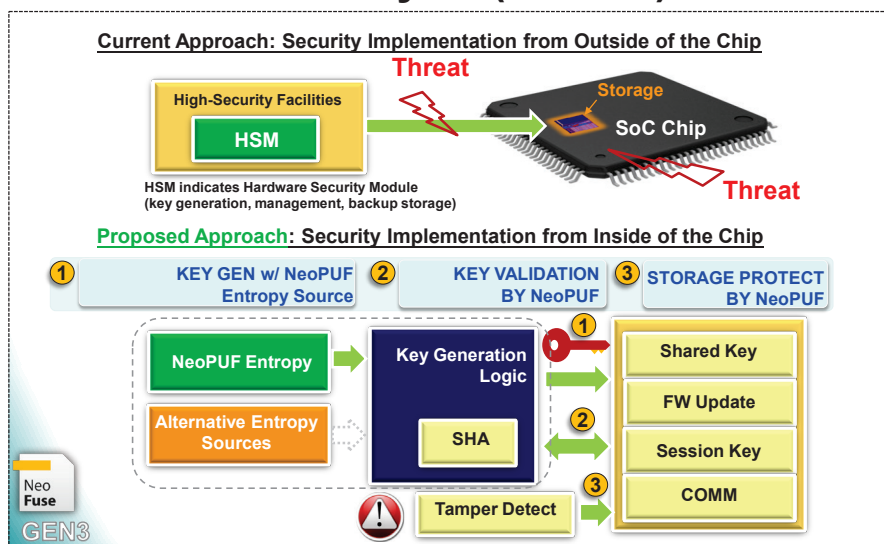 Current Approach: Security Implementation from Outside of the Chip
Threat
High-Security Facilities
HSM
Storage
SoC Chip
Threat
HSM indicates Hardware Security Module
(key generation, management, backup storage)
Proposed Approach: Security Implementation from Inside of the Chip
1
KEY GEN w/ NeoPUF
Entropy Source
2
KEY VALIDATION
BY NeoPUF
3
STORAGE PROTECT
BY NeoPUF
NeoPUF Entropy
Alternative Entropy
Sources
Key Generation
Logic
SHA
1
2
3
Shared Key
FW Update
Session Key
COMM
Tamper Detect
Neo
Fuse
GEN3